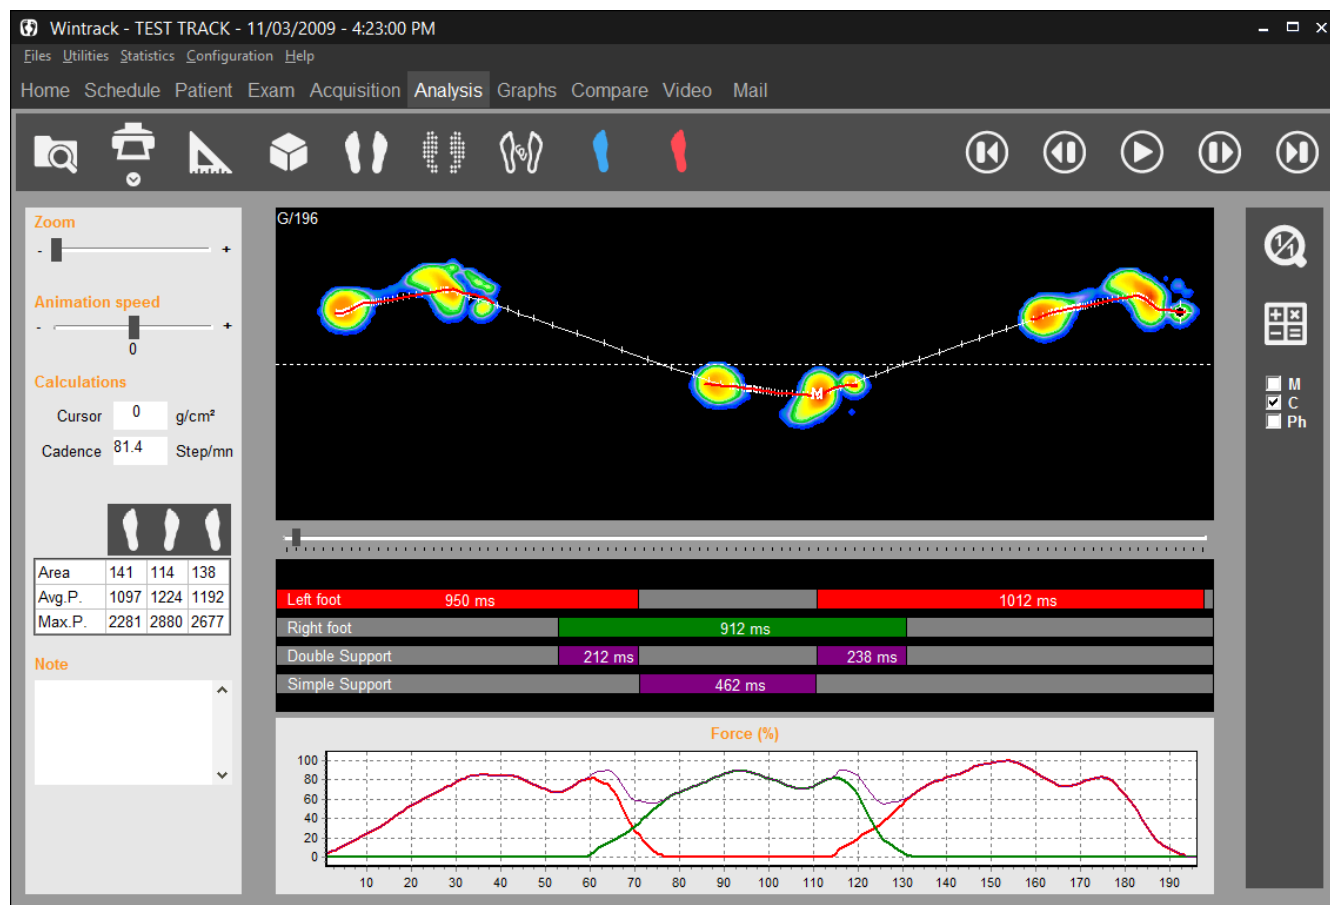 Wintrack - TEST TRACK - 11/03/2009 - 4:23:00 PM
Files Utilities Statistics Configuration Help
Home Schedule Patient Exam Acquisition Analysis Graphs Compare Video Mail
Zoom
- +
Animation speed
- +
0
Calculations
Cursor 0 g/cm²
Cadence 81.4 Step/mn
Area 141 114 138
Avg.P. 1097 1224 1192
Max.P. 2281 2880 2677
Note
G/196
M
1/1
M
C
Ph
Left foot 950 ms 1012 ms
Right foot 912 ms
Double Support 212 ms 238 ms
Simple Support 462 ms
Force (%)
100
80
60
40
20
0
10 20 30 40 50 60 70 80 90 100 110 120 130 140 150 160 170 180 190